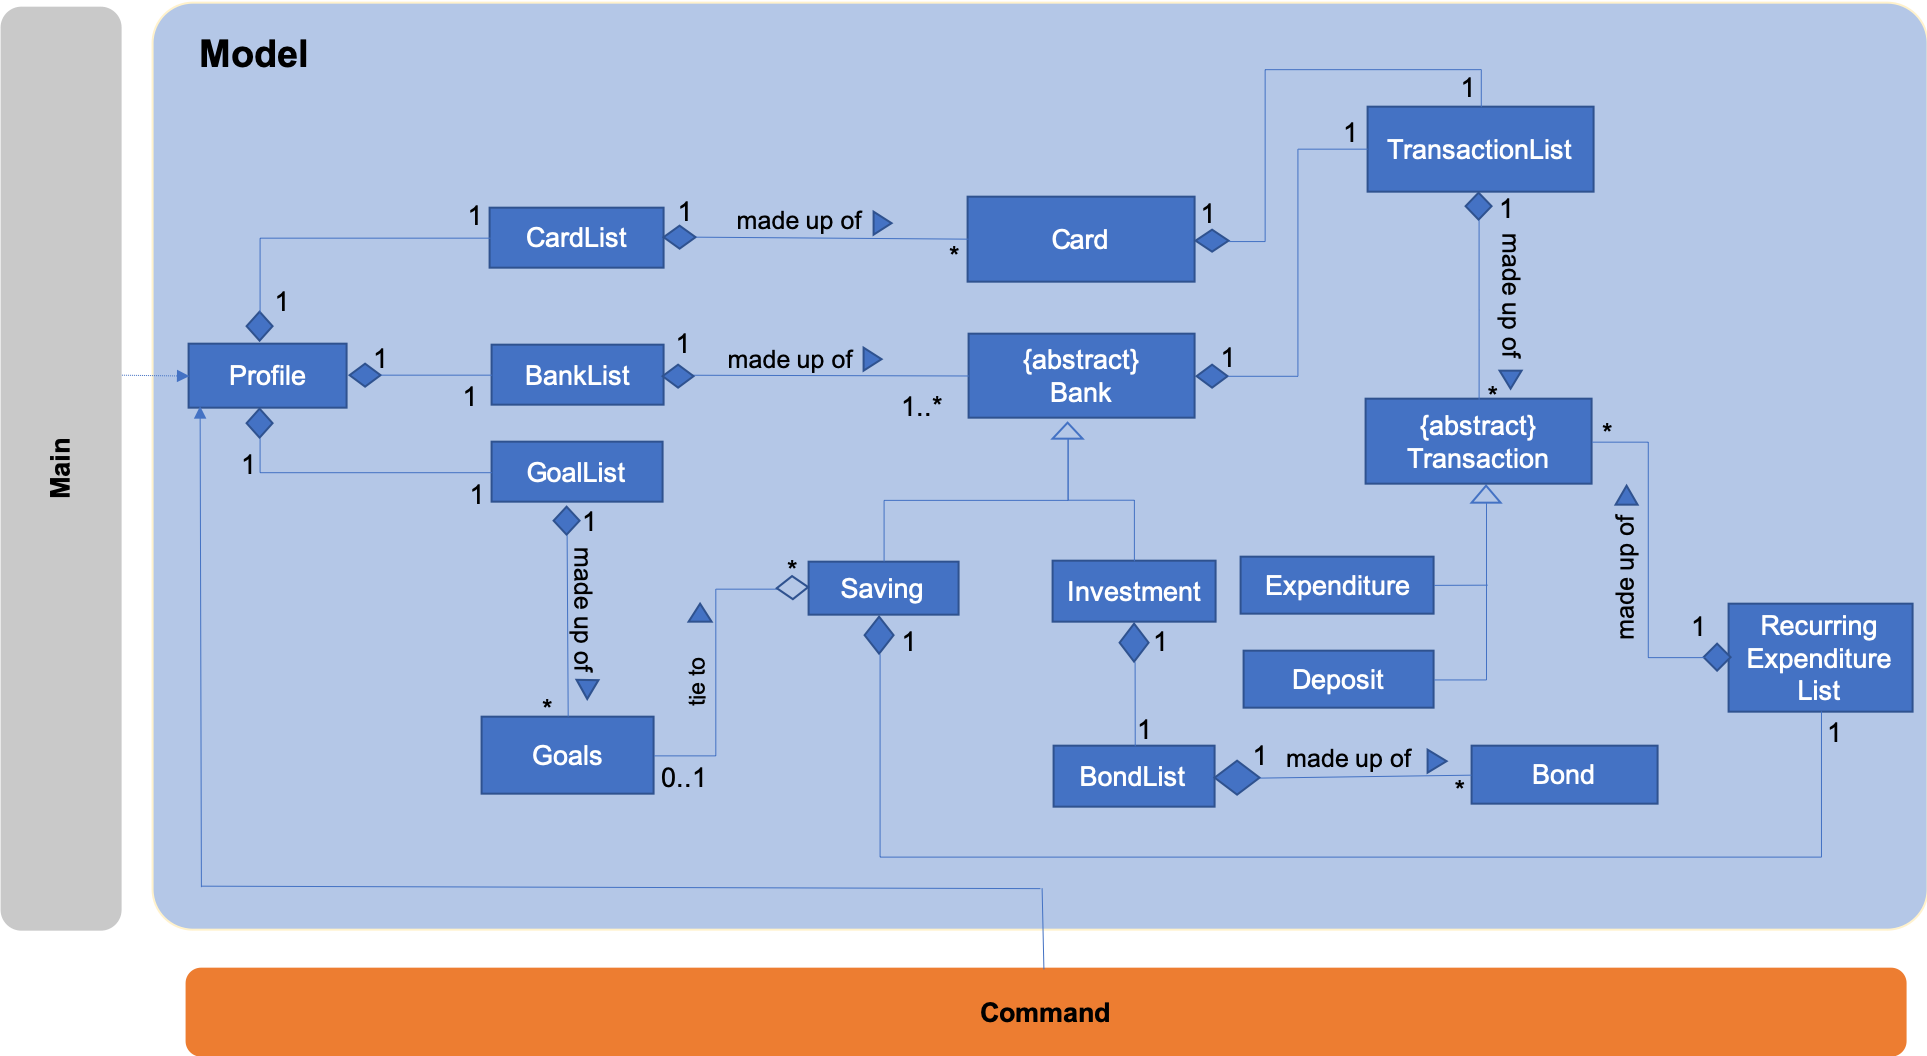 Main
Model
1
1
TransactionList
1
CardList
1
made up of
*
Card
1
1
made up of
*
1
1
Profile
1
1
BankList
1
made up of
1..*
{abstract}
Bank
1
{abstract}
Transaction
*
1
1
GoalList
1
made up of
*
Goals
0..1
tie to
*
Saving
1
Investment
1
1
BondList
1
made up of
*
Bond
Expenditure
Deposit
made up of
1
Recurring
Expenditure
List
1
Command